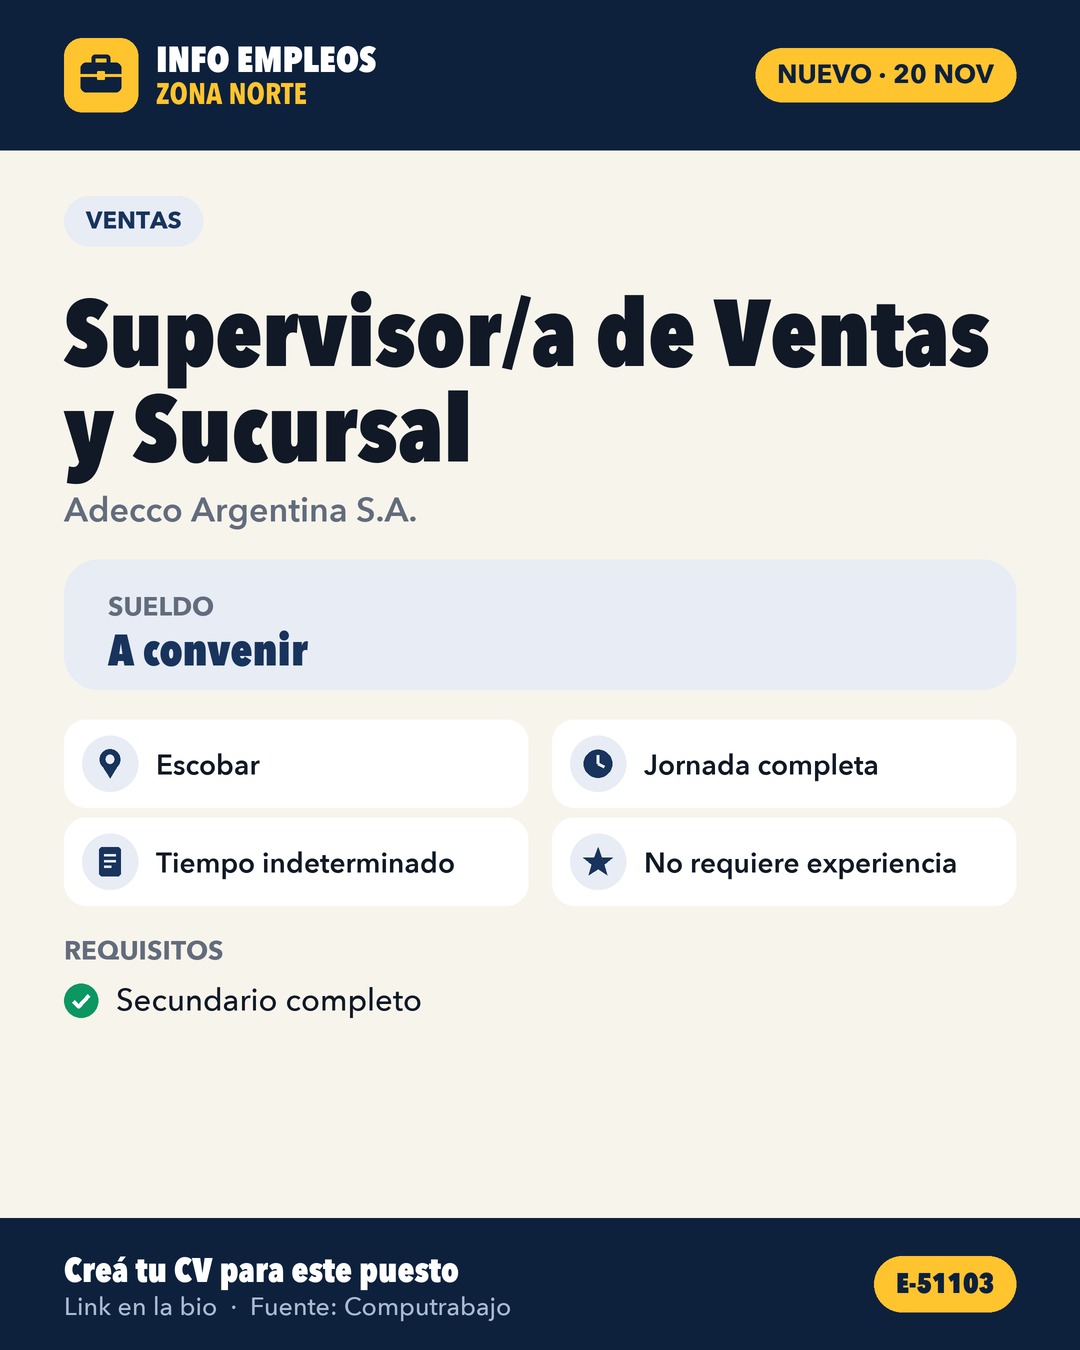 INFO EMPLEOS
ZONA NORTE
NUEVO · 20 NOV
VENTAS
Supervisor/a de Ventas
y Sucursal
Adecco Argentina S.A.
SUELDO
A convenir
Escobar
Jornada completa
Tiempo indeterminado
No requiere experiencia
REQUISITOS
Secundario completo
Creá tu CV para este puesto
Link en la bio · Fuente: Computrabajo
E-51103